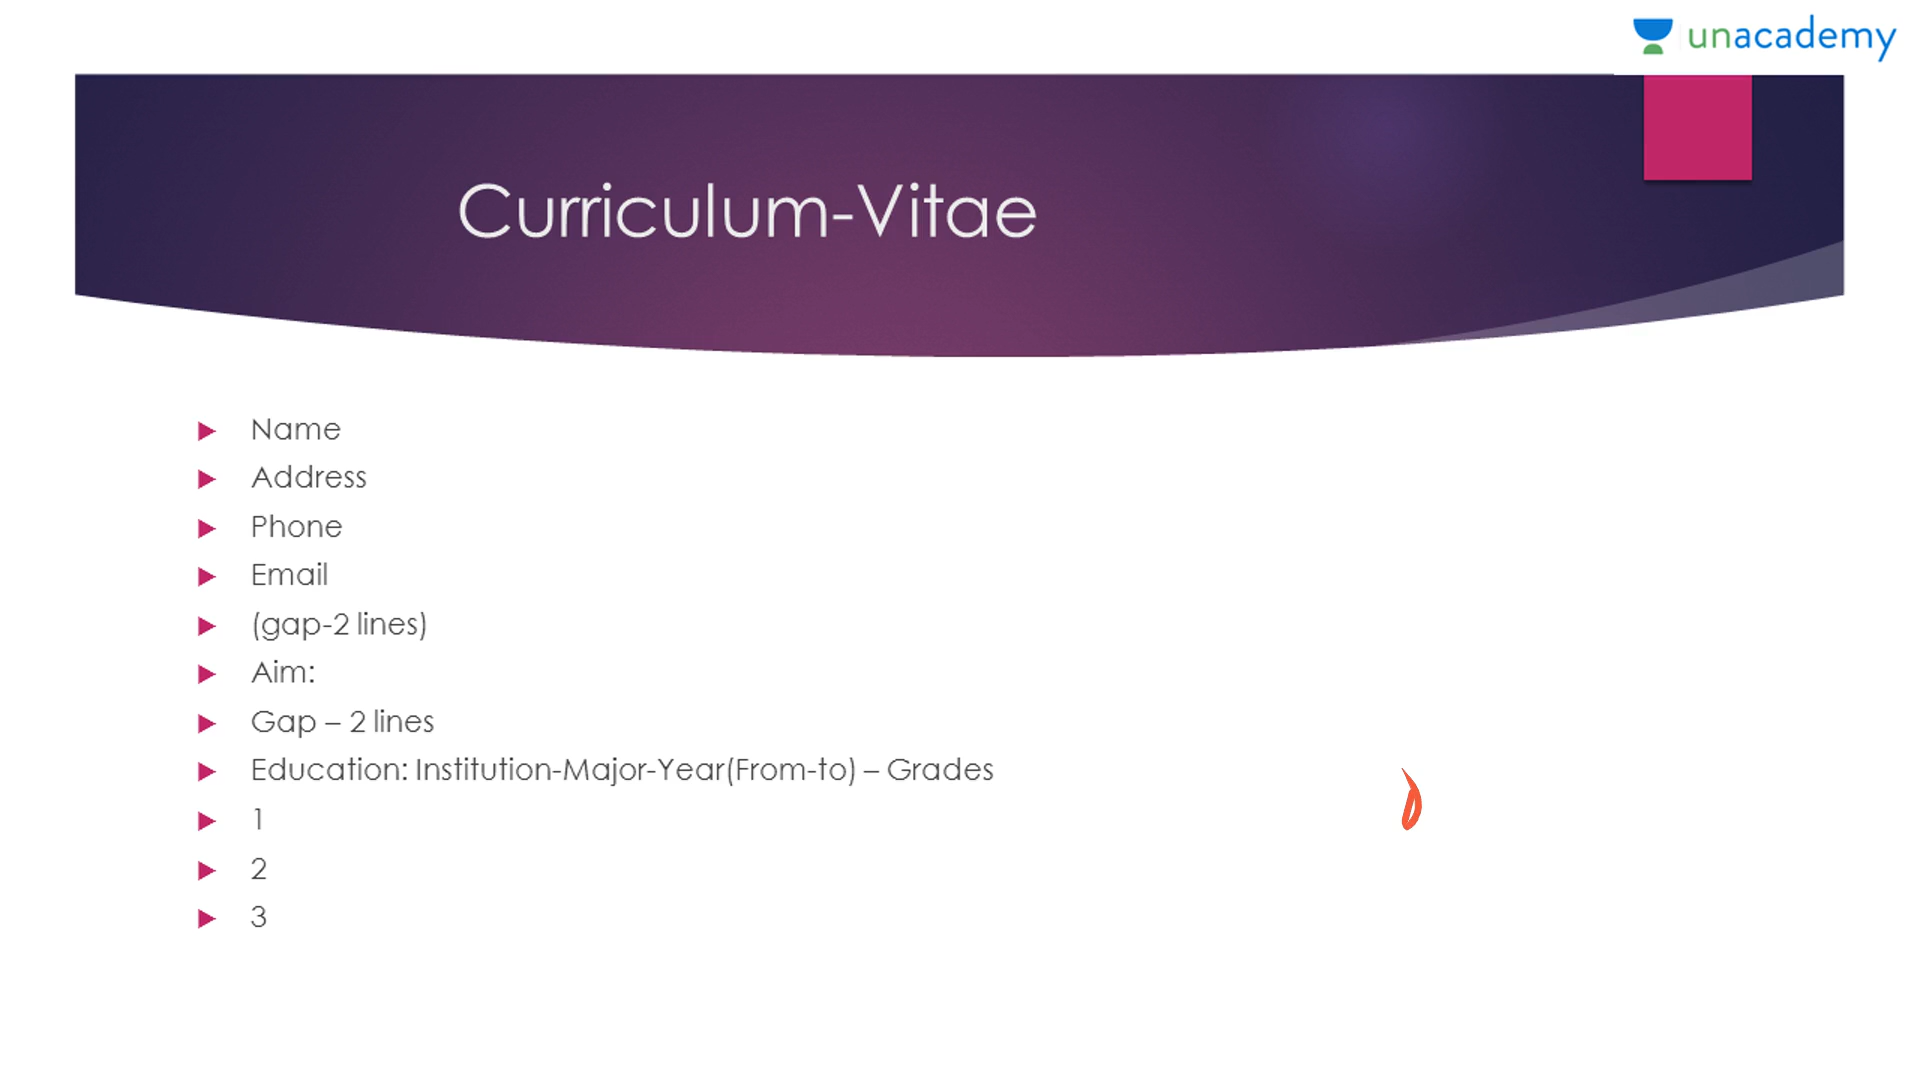 unacademy
Curriculum-Vitae
Name
Address
Phone
Email
(gap-2 lines)
Aim:
Gap – 2 lines
Education: Institution-Major-Year(From-to) – Grades
1
2
3